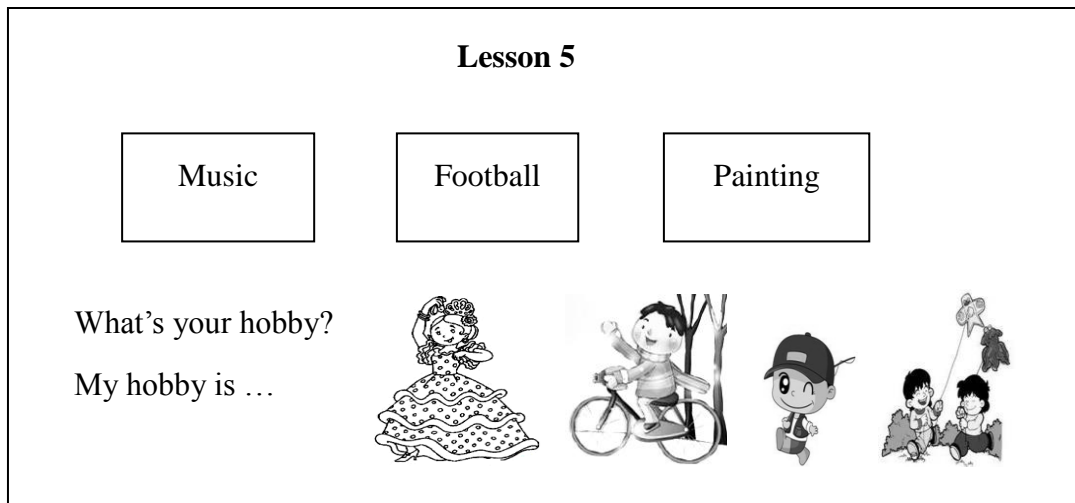 Lesson 5
Music
Football
Painting
What’s your hobby?
My hobby is …